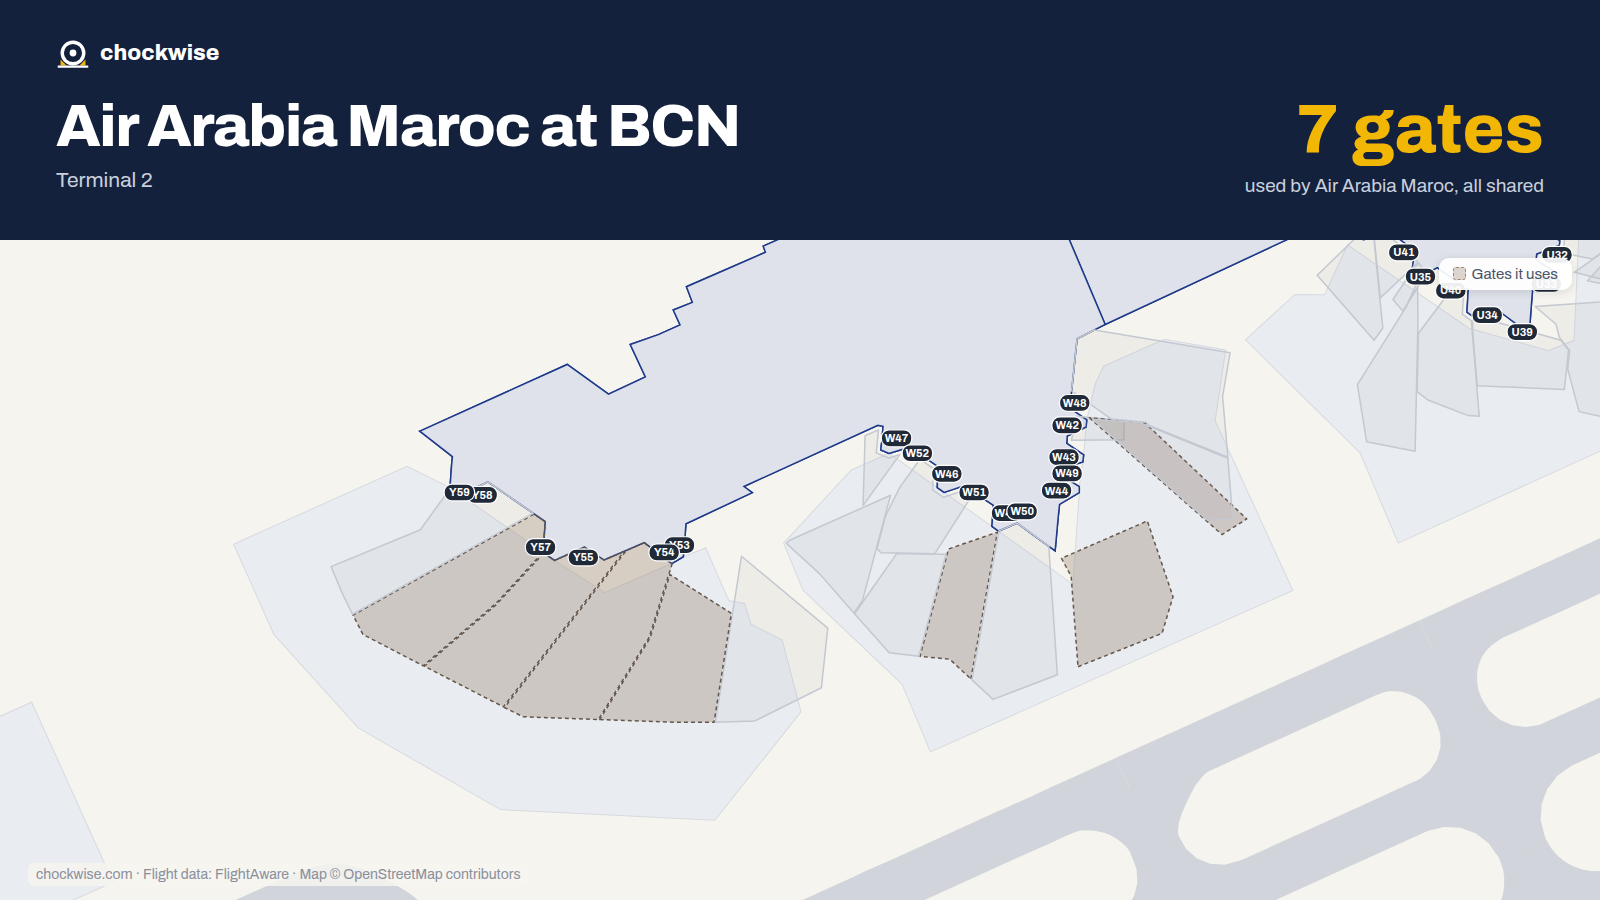 chockwise
Air Arabia Maroc at BCN
Terminal 2
7 gates
used by Air Arabia Maroc, all shared
U41
U32
U35
Gates it uses
U40
U34
U39
W48
W42
W47
W52
W43
W46
W49
W51
W44
W50
Y59
Y58
Y57
Y55
Y54
Y53
chockwise.com · Flight data: FlightAware · Map © OpenStreetMap contributors